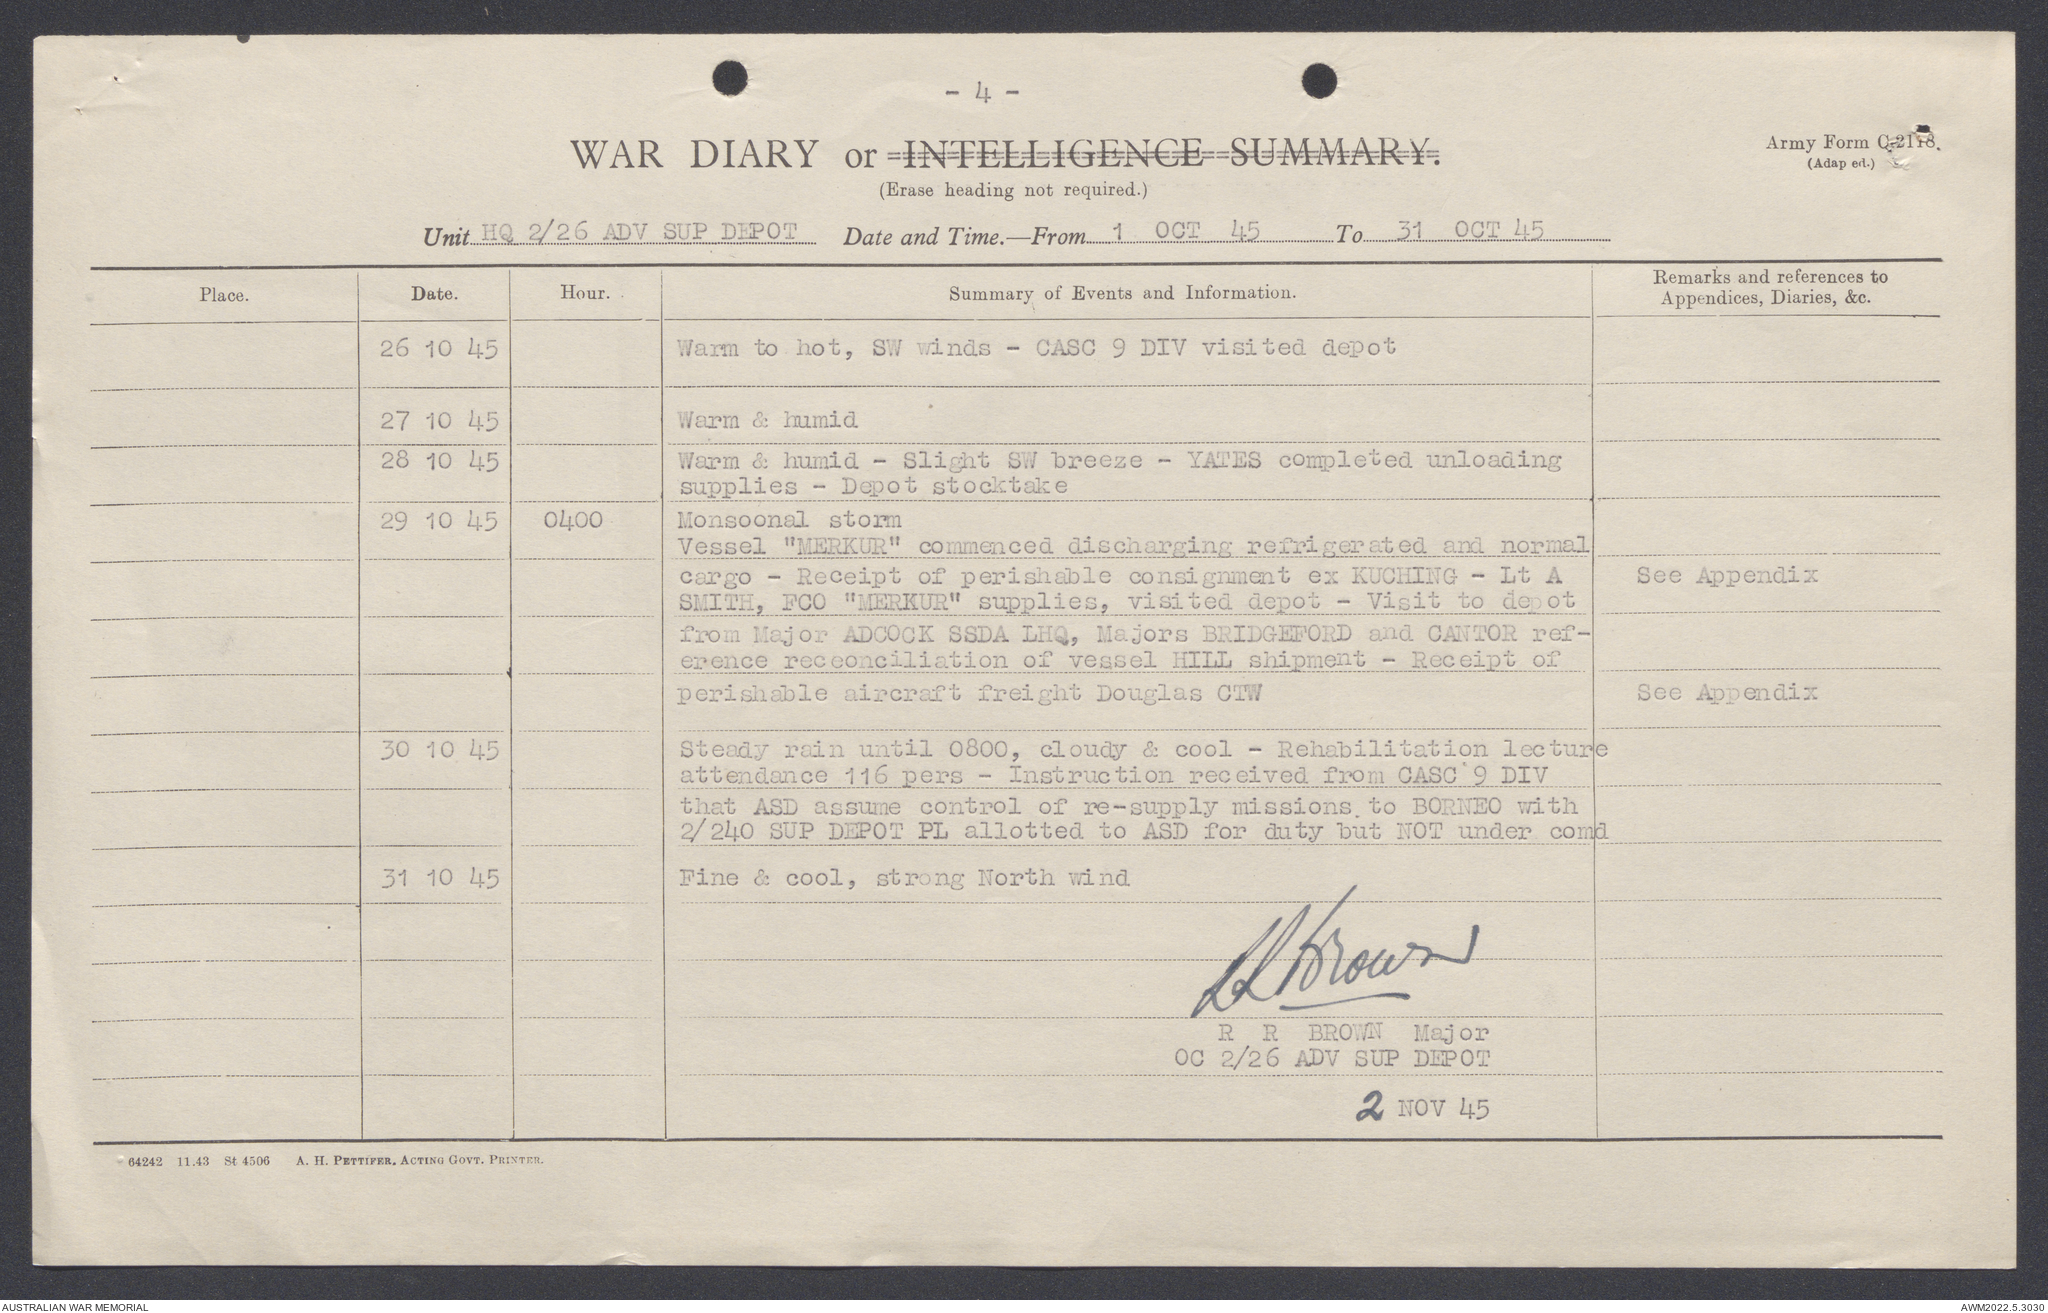 - 4 -
WAR DIARY or INTELLIGENCE SUMMARY.
Army Form C.2118.
(Adap ed.)
(Erase heading not required.)
Unit HQ 2/26 ADV SUP DEPOT Date and Time.—From 1 OCT 45 To 31 OCT 45
Place. Date. Hour. Summary of Events and Information. Remarks and references to
Appendices, Diaries, &c.
26 10 45 Warm to hot, SW winds - CASC 9 DIV visited depot
27 10 45 Warm & humid
28 10 45 Warm & humid - Slight SW breeze - YATES completed unloading
supplies - Depot stocktake
29 10 45 0400 Monsoonal storm
Vessel "MERKUR" commenced discharging refrigerated and normal
cargo - Receipt of perishable consignment ex KUCHING - Lt A See Appendix
SMITH, FCO "MERKUR" supplies, visited depot - Visit to depot
from Major ADCOCK SSDA LHQ, Majors BRIDGEFORD and CANTOR ref-
erence receonciliation of vessel HILL shipment - Receipt of
perishable aircraft freight Douglas CTW See Appendix
30 10 45 Steady rain until 0800, cloudy & cool - Rehabilitation lecture
attendance 116 pers - Instruction received from CASC 9 DIV
that ASD assume control of re-supply missions to BORNEO with
2/240 SUP DEPOT PL allotted to ASD for duty but NOT under comd
31 10 45 Fine & cool, strong North wind
RRBrown
R R BROWN Major
OC 2/26 ADV SUP DEPOT
2 NOV 45
64242 11.43 St 4506 A. H. PETTIFER, ACTING GOVT. PRINTER.
AUSTRALIAN WAR MEMORIAL AWM2022.5.3030